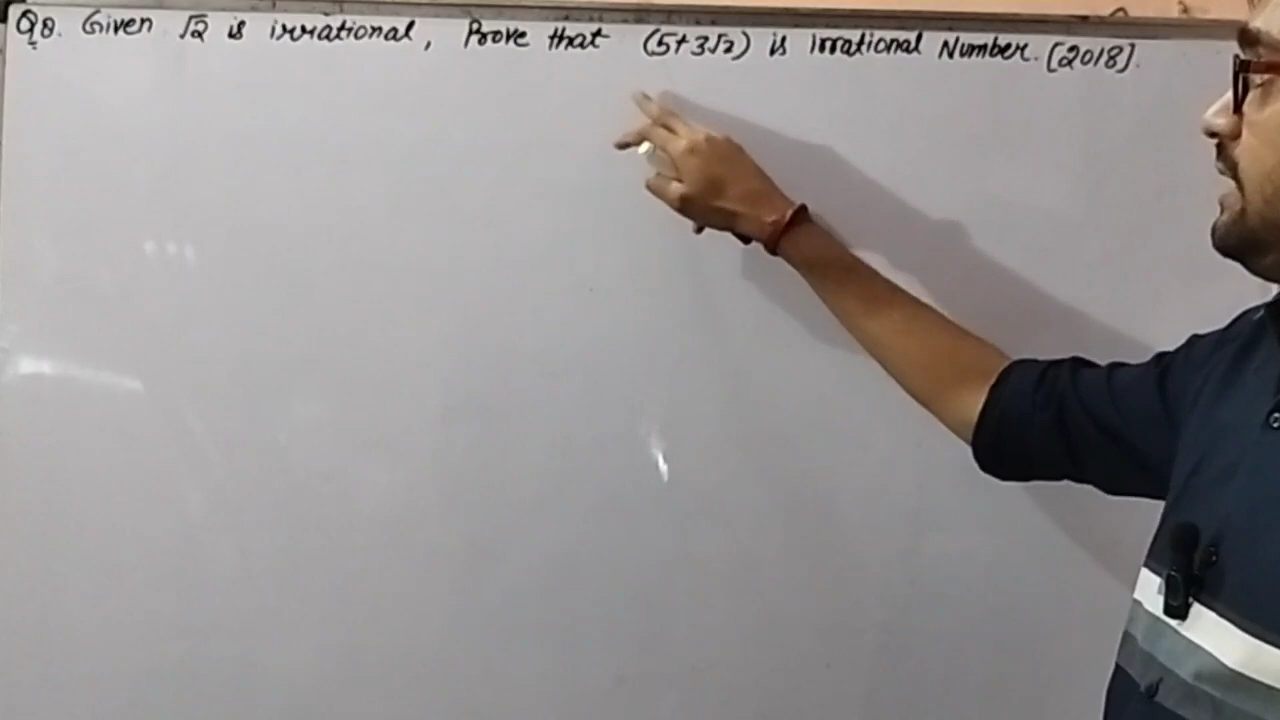 Q8. Given √2 is irrational, Prove that (5+3√2) is irrational Number. [2018].